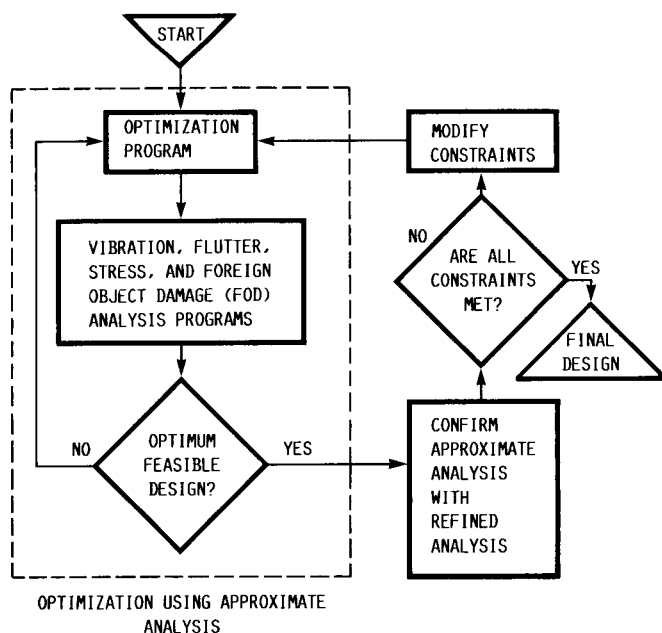 START
OPTIMIZATION
PROGRAM
VIBRATION, FLUTTER,
STRESS, AND FOREIGN
OBJECT DAMAGE (FOD)
ANALYSIS PROGRAMS
NO
OPTIMUM
FEASIBLE
DESIGN?
YES
CONFIRM
APPROXIMATE
ANALYSIS
WITH
REFINED
ANALYSIS
ARE ALL
CONSTRAINTS
MET?
NO
YES
MODIFY
CONSTRAINTS
FINAL
DESIGN
OPTIMIZATION USING APPROXIMATE
ANALYSIS